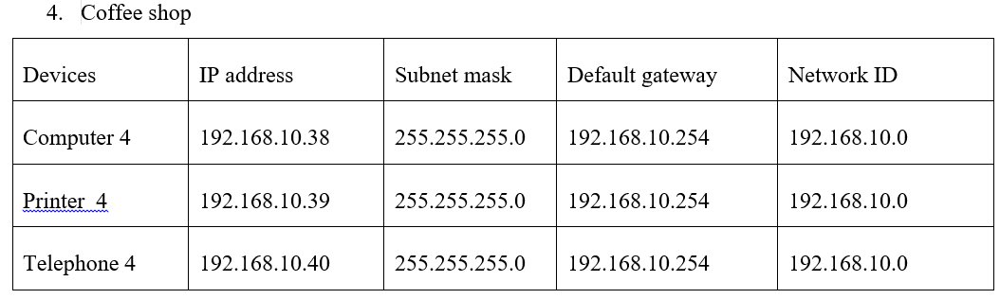 4. Coffee shop
Devices IP address Subnet mask Default gateway Network ID
Computer 4 192.168.10.38 255.255.255.0 192.168.10.254 192.168.10.0
Printer  4 192.168.10.39 255.255.255.0 192.168.10.254 192.168.10.0
Telephone 4 192.168.10.40 255.255.255.0 192.168.10.254 192.168.10.0